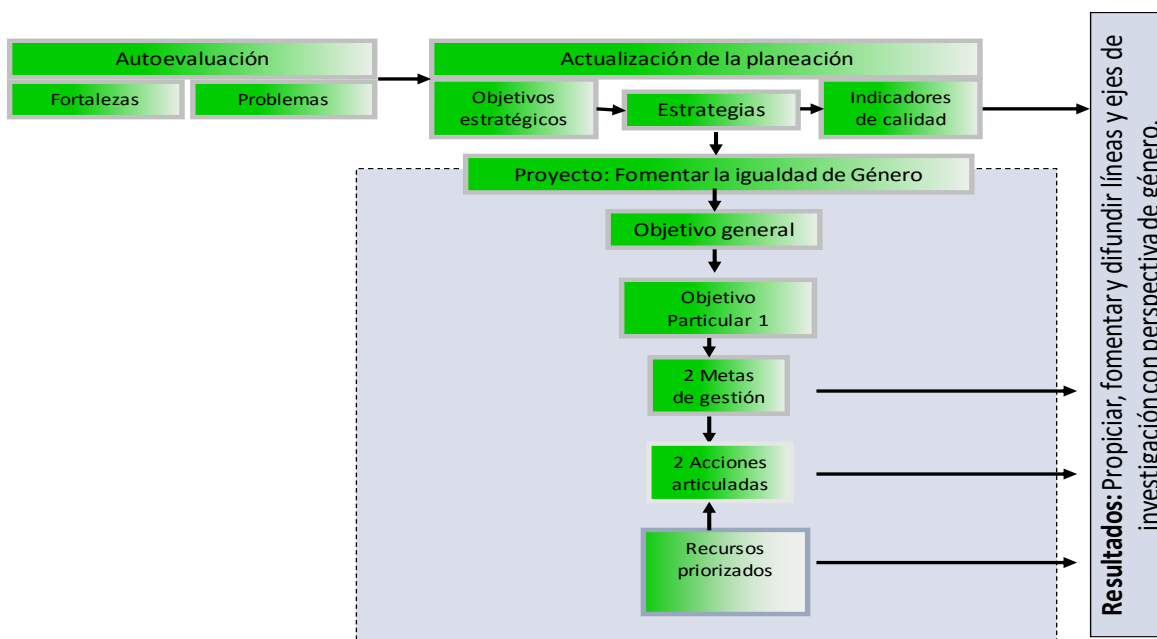 Autoevaluación
Fortalezas
Problemas
Actualización de la planeación
Objetivos
estratégicos
Estrategias
Indicadores
de calidad
Proyecto: Fomentar la igualdad de Género
Objetivo general
Objetivo
Particular 1
2 Metas
de gestión
2 Acciones
articuladas
Recursos
priorizados
Resultados: Propiciar, fomentar y difundir líneas y ejes de
investigación con perspectiva de género.